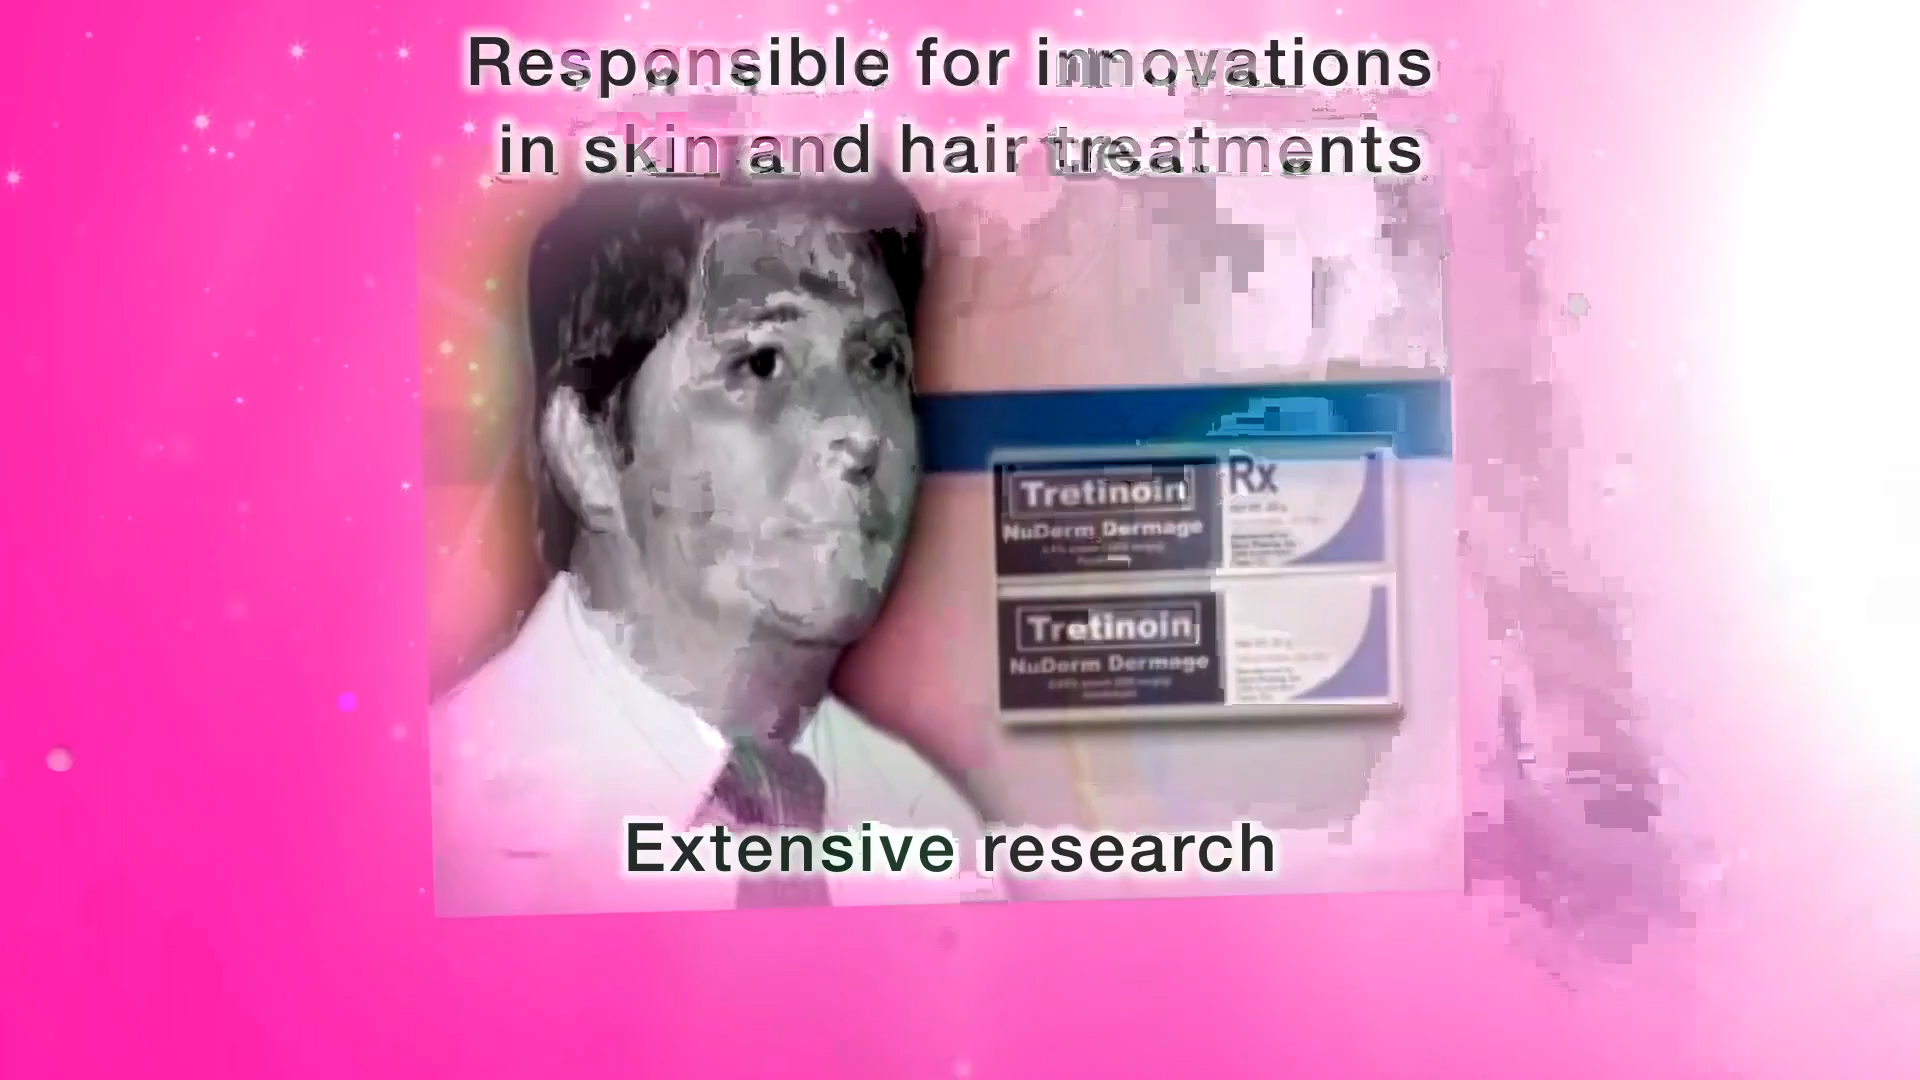 Responsible for innovations
in skin and hair treatments
Tretinoin
NuDerm Dermage
Rx
Tretinoin
NuDerm Dermage
Extensive research